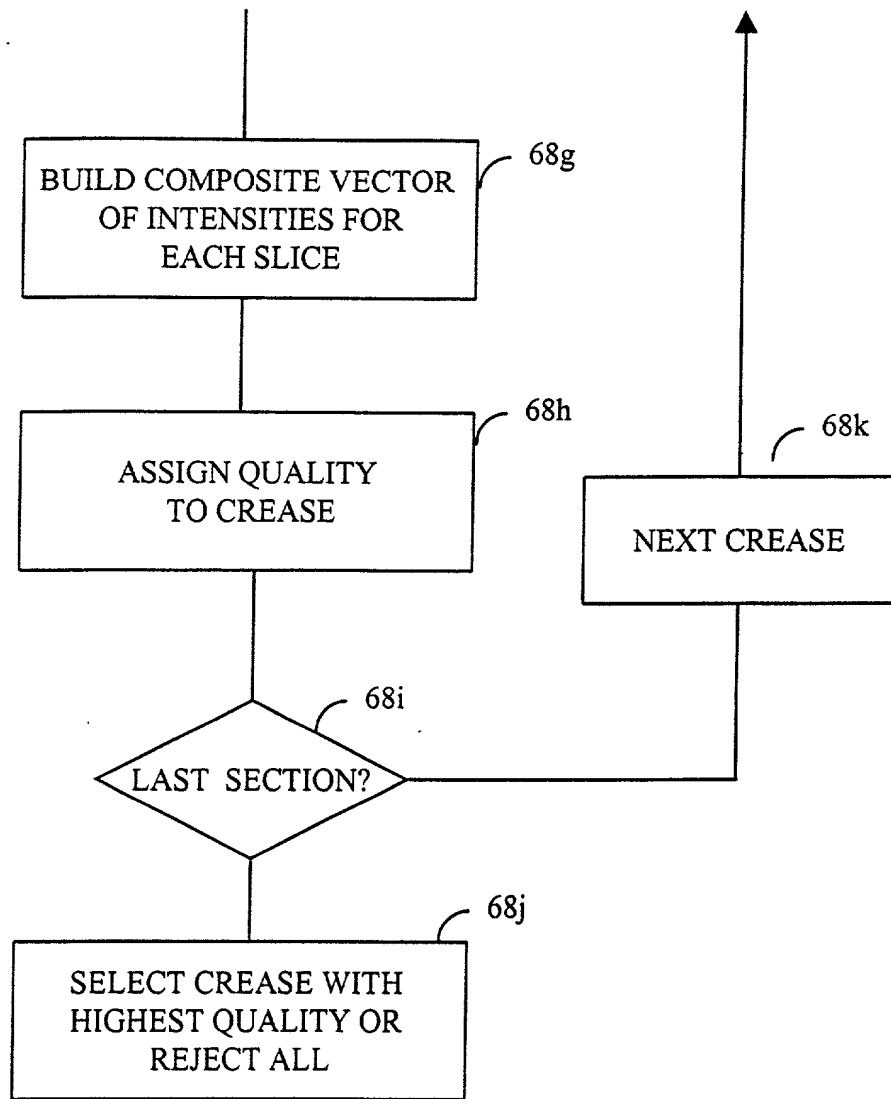 BUILD COMPOSITE VECTOR
OF INTENSITIES FOR
EACH SLICE
68g
ASSIGN QUALITY
TO CREASE
68h
NEXT CREASE
68k
LAST SECTION?
68i
SELECT CREASE WITH
HIGHEST QUALITY OR
REJECT ALL
68j